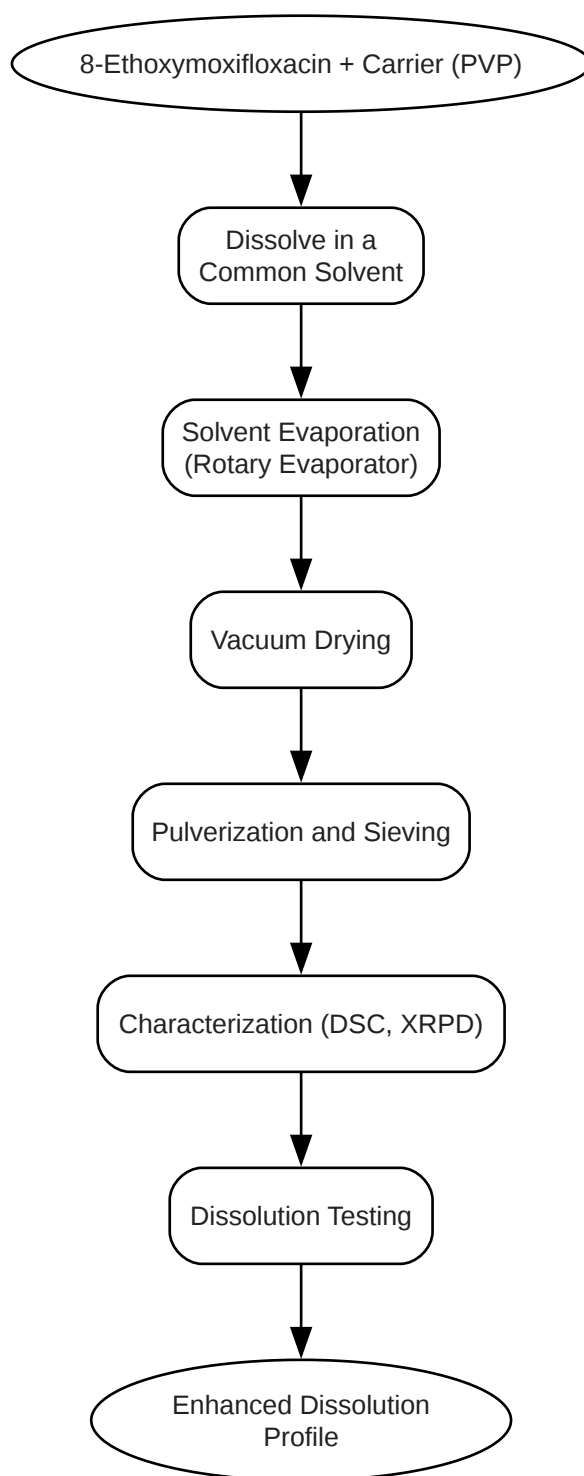 8-Ethoxymoxifloxacin + Carrier (PVP)
Dissolve in a
Common Solvent
Solvent Evaporation
(Rotary Evaporator)
Vacuum Drying
Pulverization and Sieving
Characterization (DSC, XRPD)
Dissolution Testing
Enhanced Dissolution
Profile